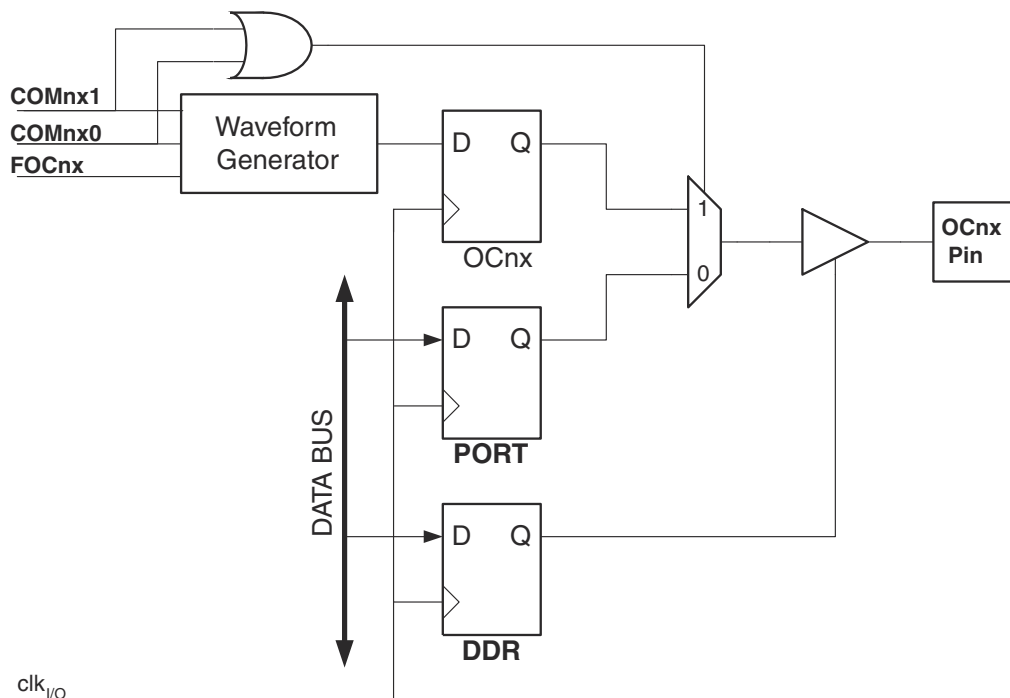 COMnx1
COMnx0
FOCnx
Waveform
Generator
D Q
OCnx
1
0
OCnx
Pin
D Q
PORT
DATA BUS
D Q
DDR
clkI/O